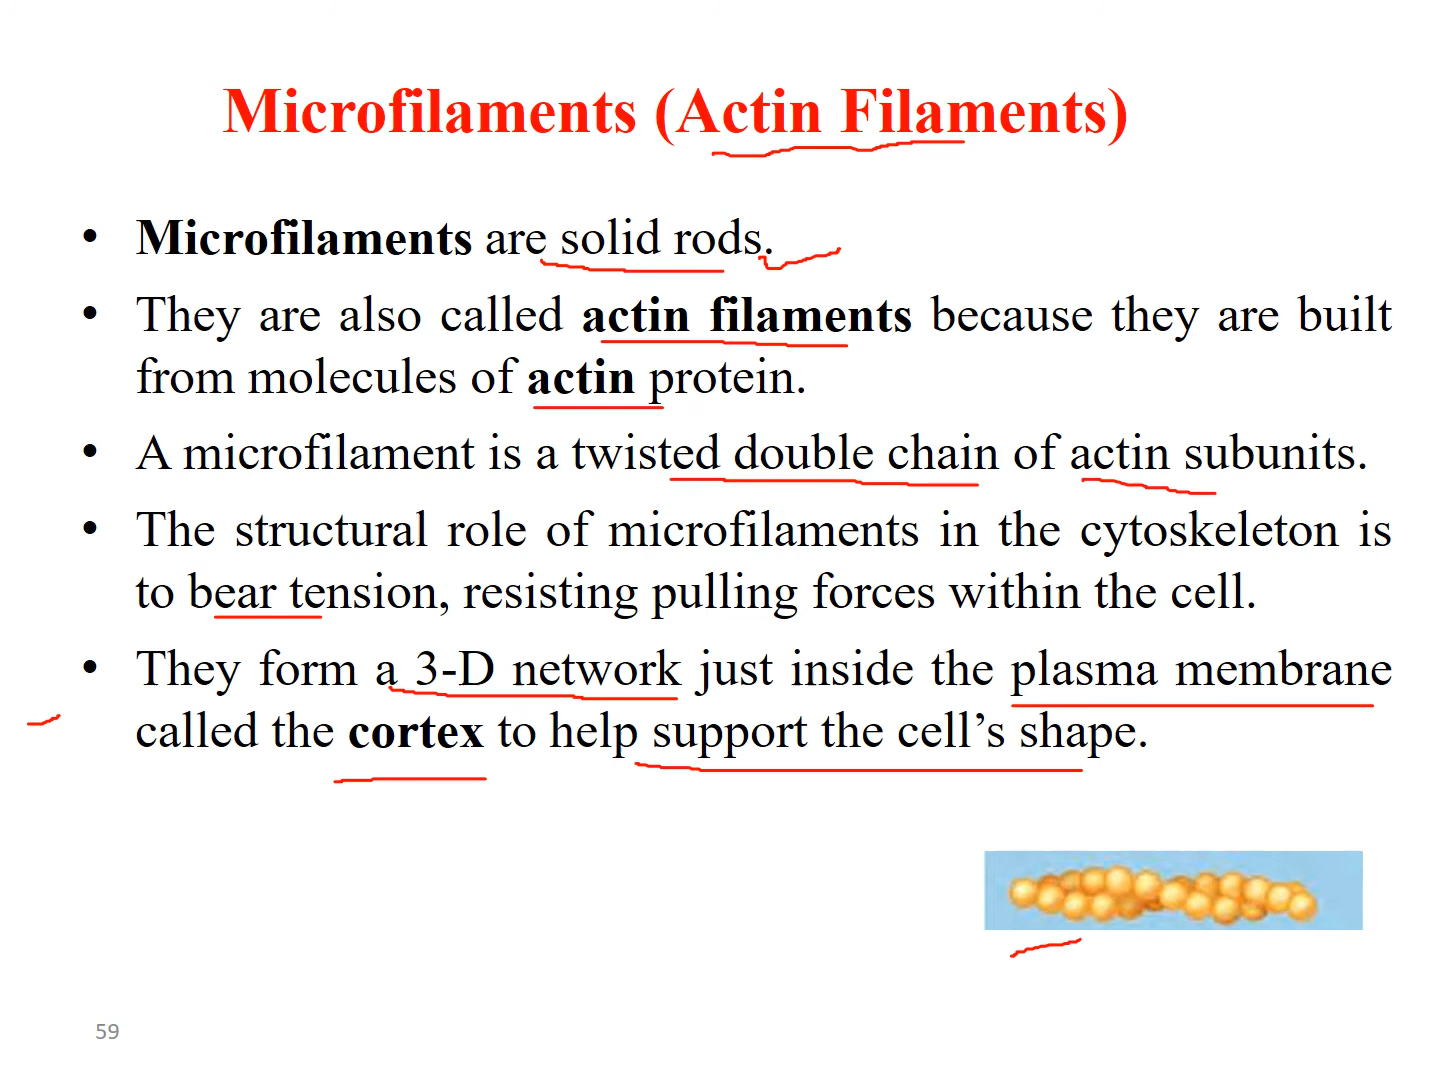 Microfilaments (Actin Filaments)
• Microfilaments are solid rods.
• They are also called actin filaments because they are built
from molecules of actin protein.
• A microfilament is a twisted double chain of actin subunits.
• The structural role of microfilaments in the cytoskeleton is
to bear tension, resisting pulling forces within the cell.
• They form a 3-D network just inside the plasma membrane
called the cortex to help support the cell’s shape.
59